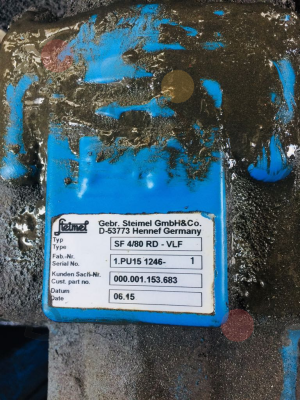 Steimel
Gebr. Steimel GmbH&Co.
D-53773 Hennef Germany
Typ
Type
SF 4/80 RD - VLF
Fab.-Nr.
Serial No.
1.PU15 1246- 1
Kunden Sach-Nr.
Cust. part no.
000.001.153.683
Datum
Date
06.15